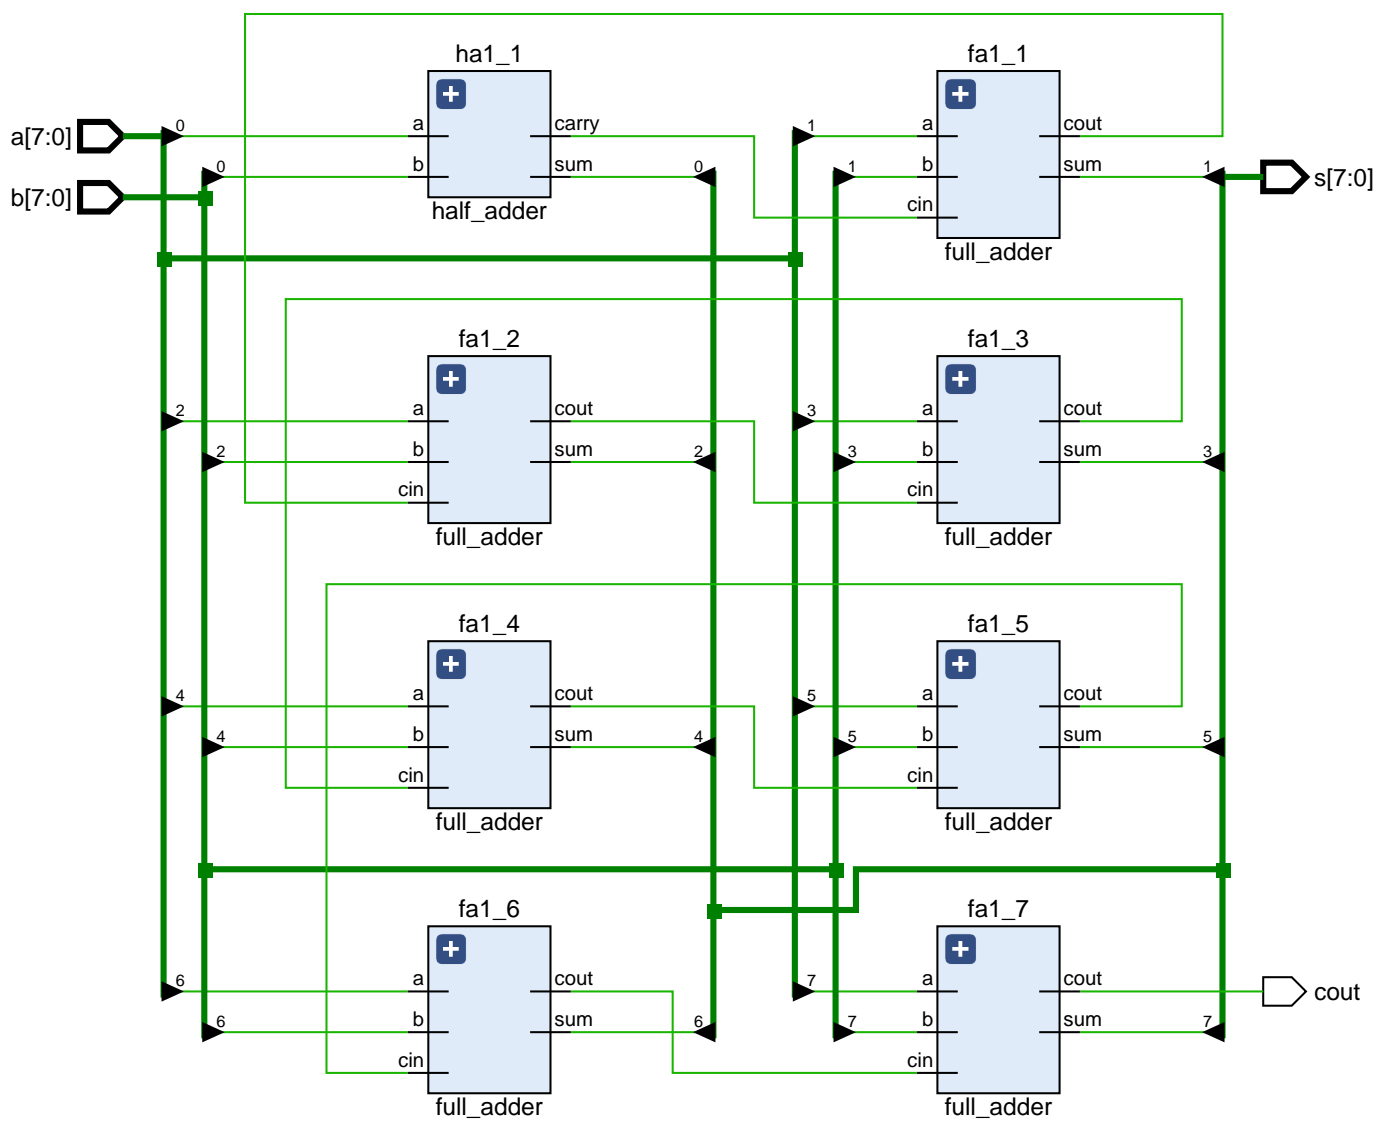 ha1_1
fa1_1
a[7:0]
0
a
carry
1
a
cout
b[7:0]
0
b
sum
0
1
b
sum
1
s[7:0]
cin
half_adder
full_adder
fa1_2
fa1_3
2
a
cout
3
a
cout
2
b
sum
2
3
b
sum
3
cin
cin
full_adder
full_adder
fa1_4
fa1_5
4
a
cout
5
a
cout
4
b
sum
4
5
b
sum
5
cin
cin
full_adder
full_adder
fa1_6
fa1_7
6
a
cout
7
a
cout
cout
6
b
sum
6
7
b
sum
7
cin
cin
full_adder
full_adder